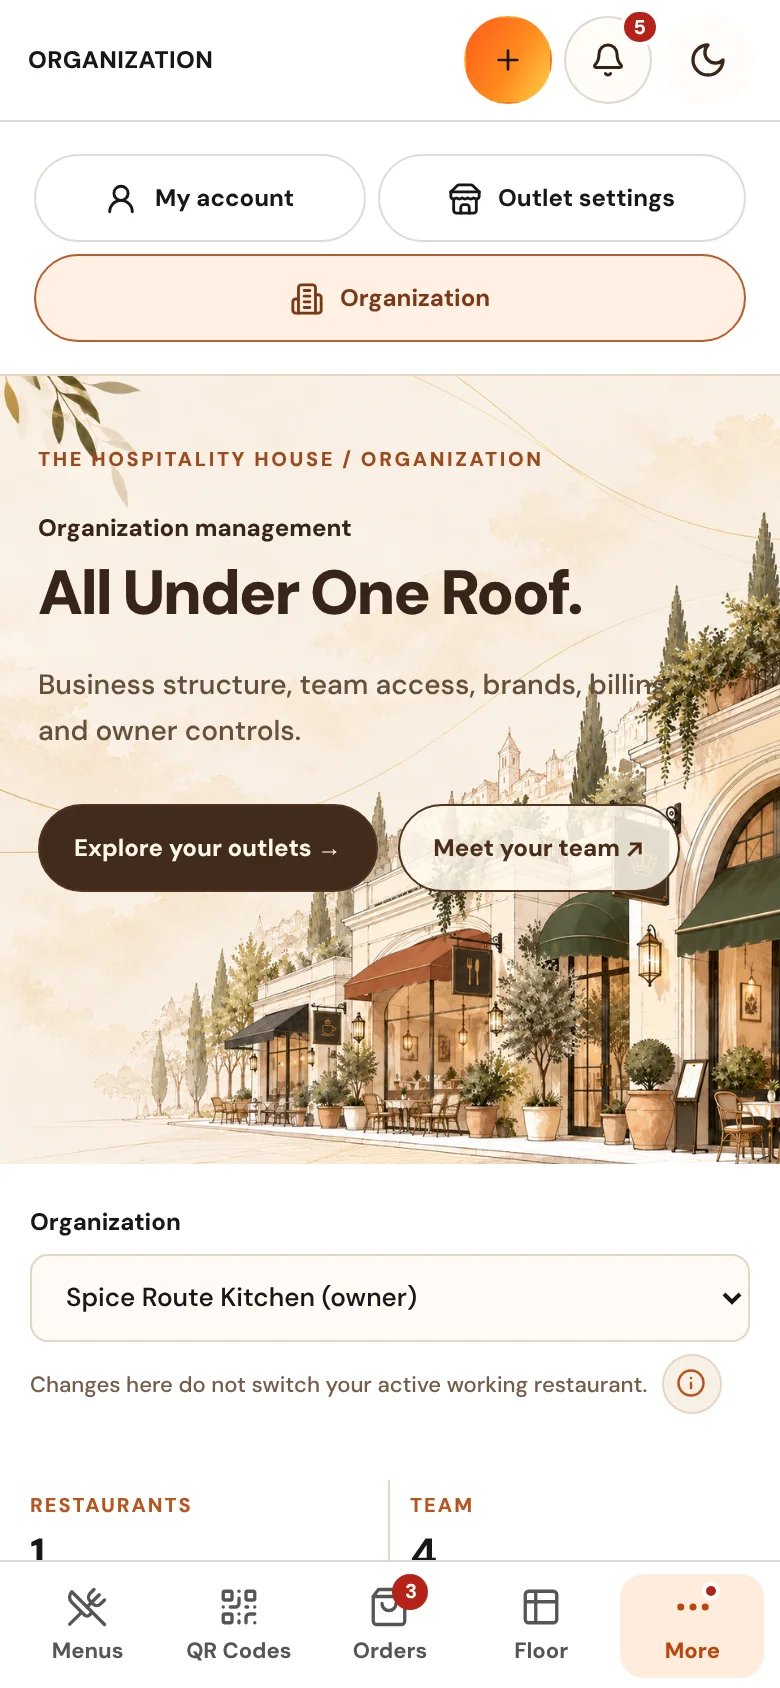 ORGANIZATION
5
My account
Outlet settings
Organization
THE HOSPITALITY HOUSE / ORGANIZATION
Organization management
All Under One Roof.
Business structure, team access, brands, billing
and owner controls.
Explore your outlets →
Meet your team ↗
Organization
Spice Route Kitchen (owner)
Changes here do not switch your active working restaurant.
RESTAURANTS
TEAM
1
4
3
Menus
QR Codes
Orders
Floor
More